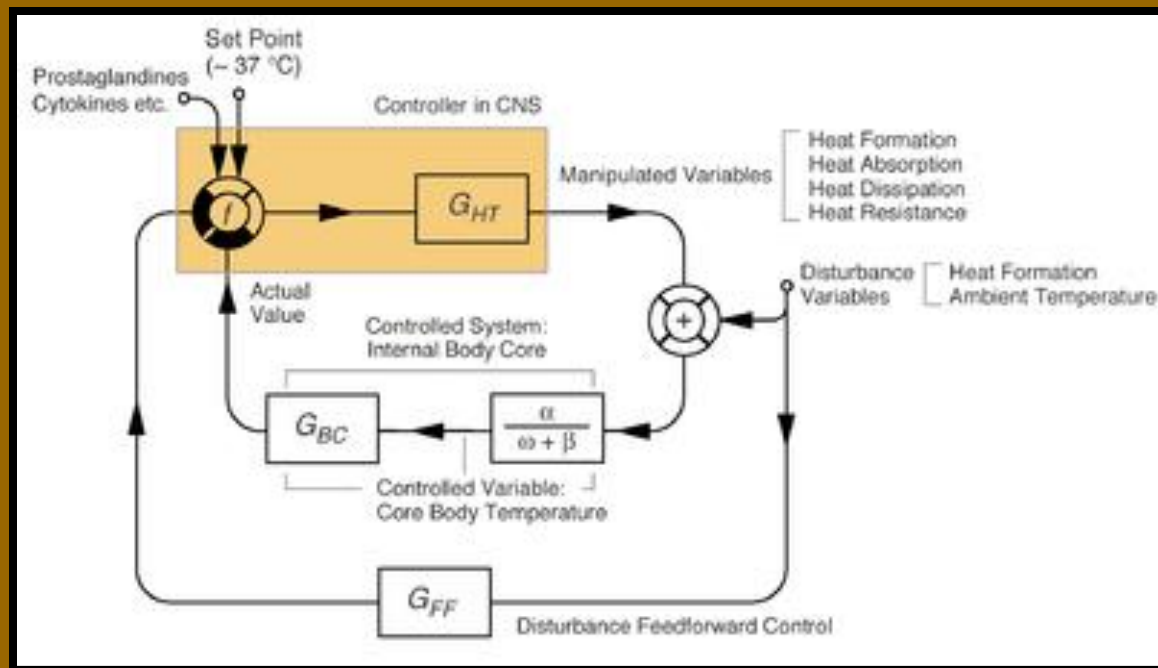 Set Point
(~ 37 °C)
Prostaglandines
Cytokines etc.
Controller in CNS
f
G_HT
Manipulated Variables
Heat Formation
Heat Absorption
Heat Dissipation
Heat Resistance
Disturbance
Variables
Heat Formation
Ambient Temperature
+
Actual
Value
Controlled System:
Internal Body Core
G_BC
α
ω + β
Controlled Variable:
Core Body Temperature
G_FF
Disturbance Feedforward Control